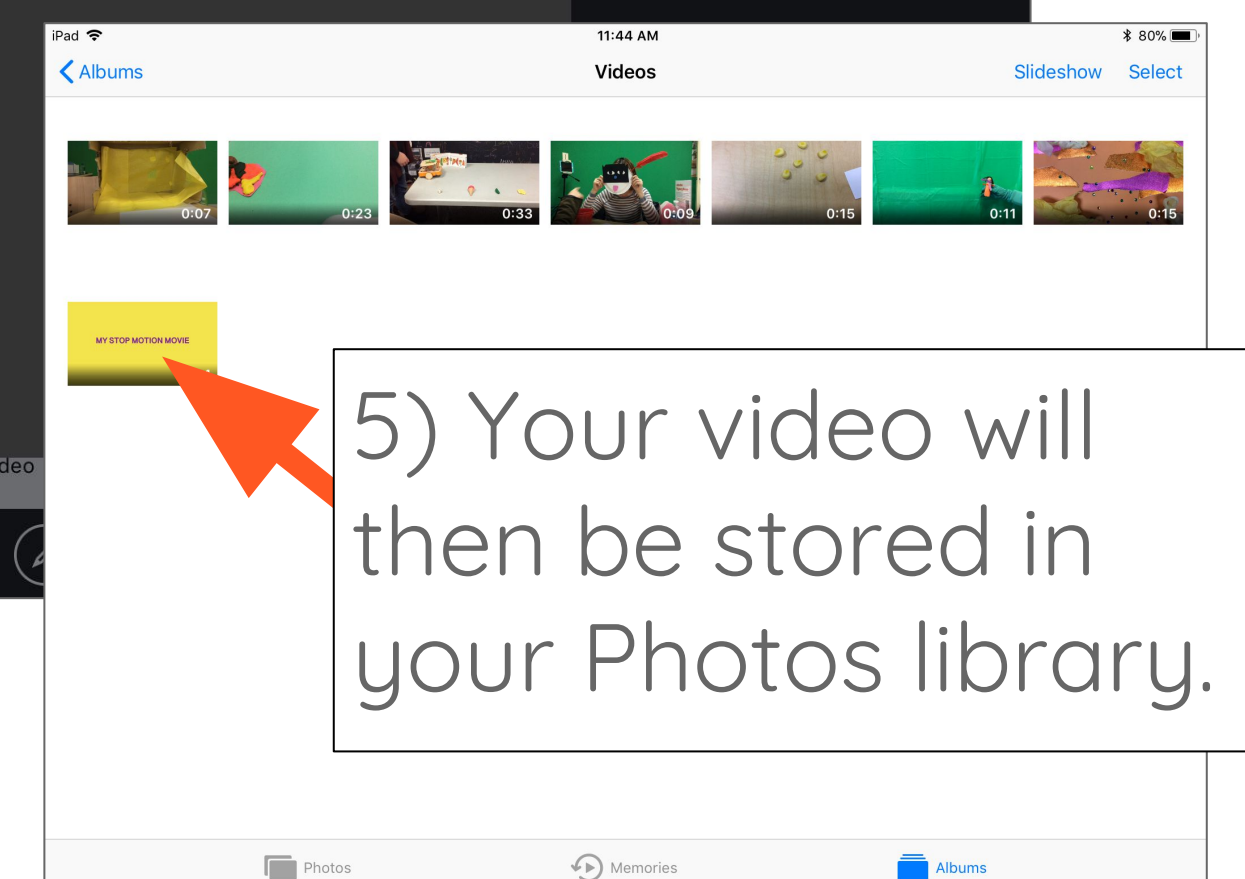 iPad 11:44 AM 80%
Albums Videos Slideshow Select
0:07 0:23 0:33 0:09 0:15 0:11 0:15
MY STOP MOTION MOVIE
5) Your video will
then be stored in
your Photos library.
deo
Photos Memories Albums